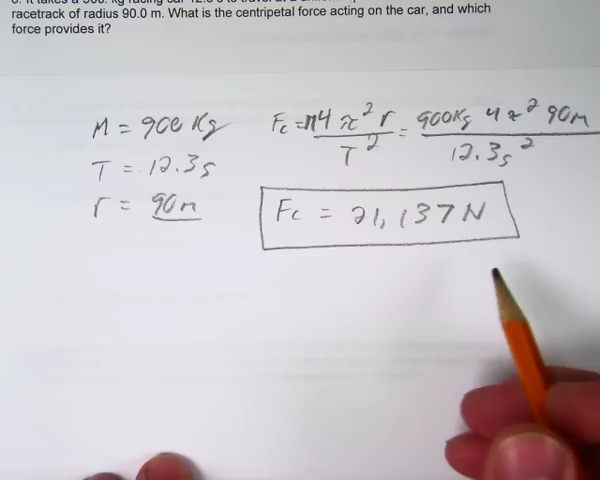 racetrack of radius 90.0 m. What is the centripetal force acting on the car, and which
force provides it?
M = 900 Kg
T = 12.3s
r = 90m
Fc = m4π²r / T² = 900Kg 4π² 90m / 12.3s²
Fc = 21,137N